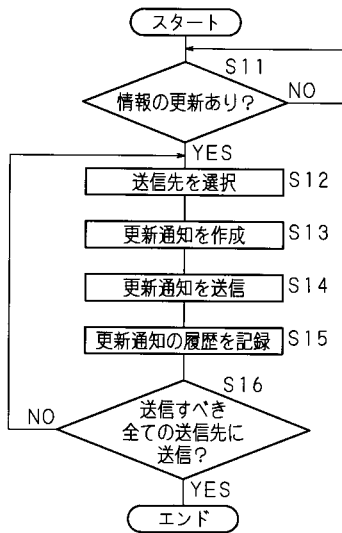 スタート
S11
情報の更新あり?
NO
YES
送信先を選択
S12
更新通知を作成
S13
更新通知を送信
S14
更新通知の履歴を記録
S15
S16
送信すべき
全ての送信先に
送信?
NO
YES
エンド